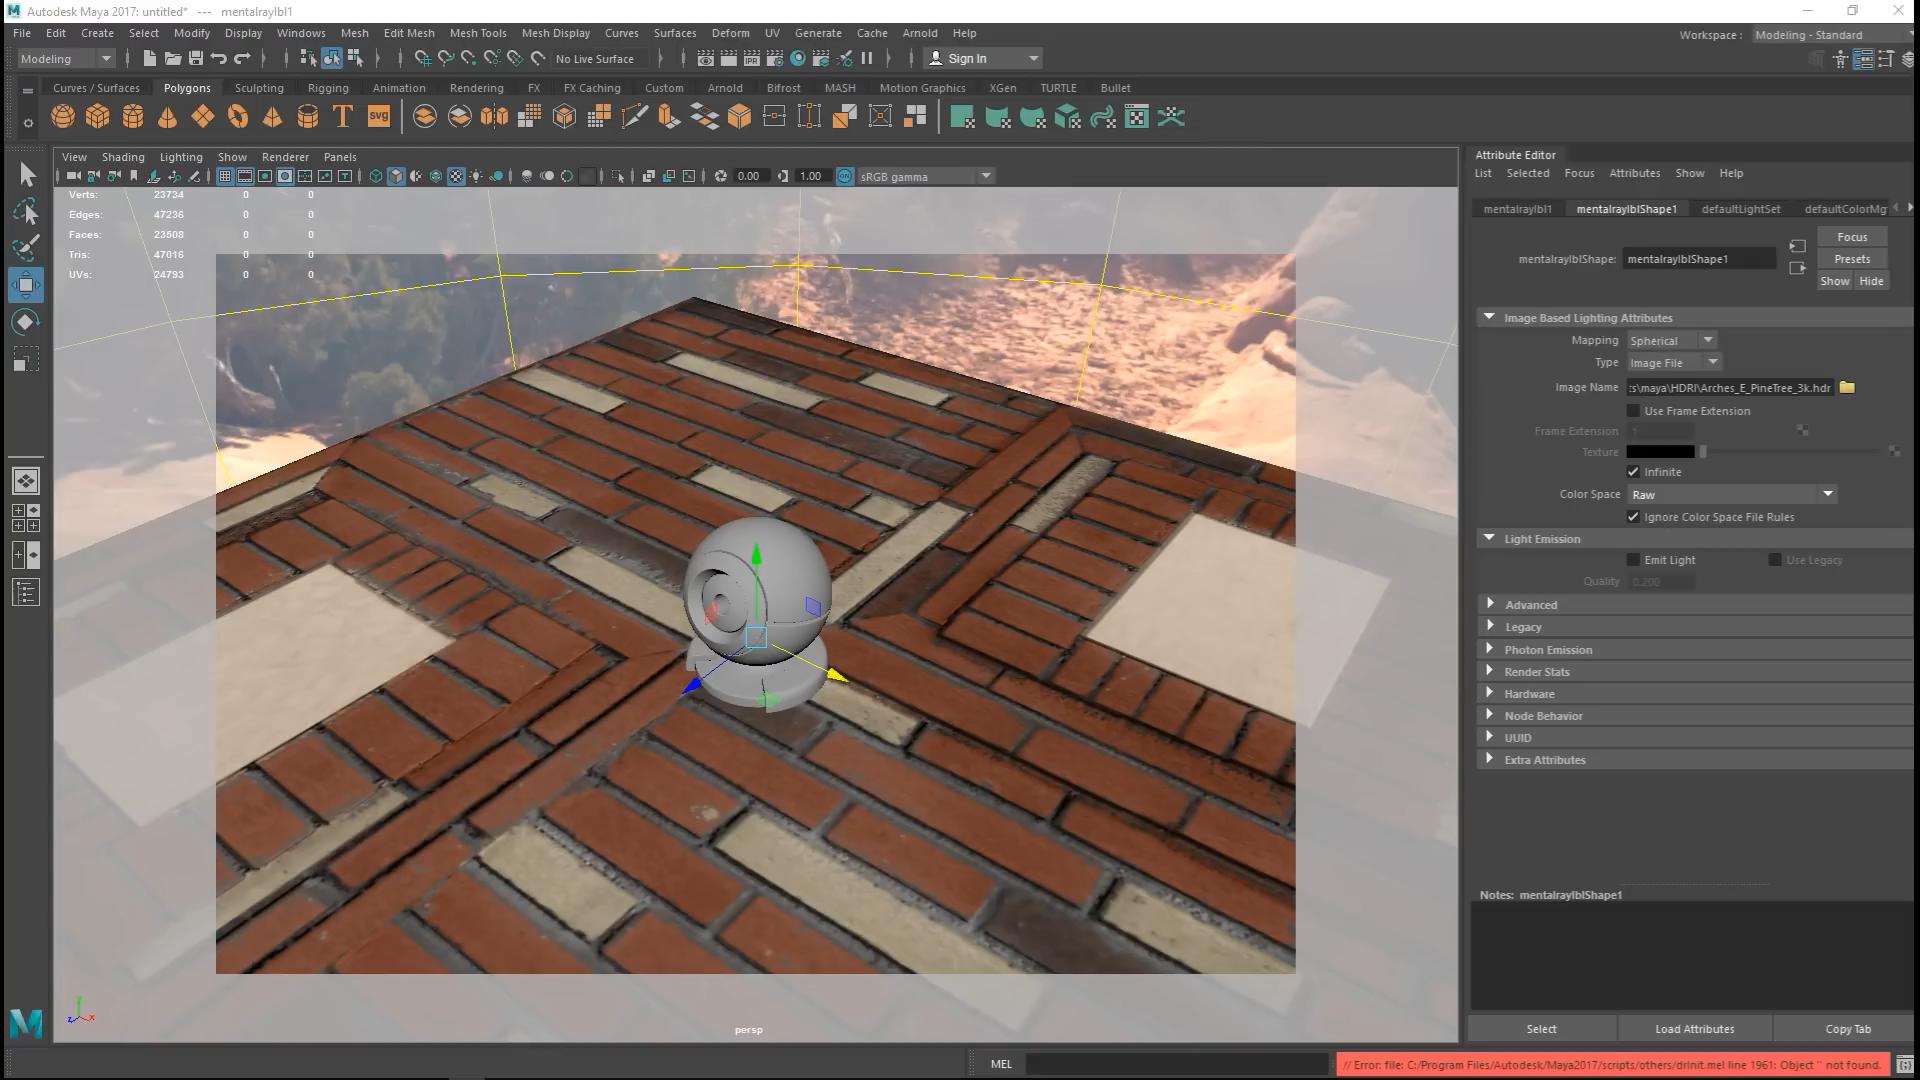 Autodesk Maya 2017: untitled* --- mentalrayIbl1
File Edit Create Select Modify Display Windows Mesh Edit Mesh Mesh Tools Mesh Display Curves Surfaces Deform UV Generate Cache Arnold Help
Workspace : Modeling - Standard
Modeling No Live Surface Sign In
Curves / Surfaces Polygons Sculpting Rigging Animation Rendering FX FX Caching Custom Arnold Bifrost MASH Motion Graphics XGen TURTLE Bullet
T svg
View Shading Lighting Show Renderer Panels
0.00 1.00 sRGB gamma
Verts: 23734 0 0
Edges: 47236 0 0
Faces: 23508 0 0
Tris: 47016 0 0
UVs: 24793 0 0
persp
Attribute Editor
List Selected Focus Attributes Show Help
mentalrayIbl1 mentalrayIblShape1 defaultLightSet defaultColorMg
Focus
mentalrayIblShape: mentalrayIblShape1
Presets
Show Hide
Image Based Lighting Attributes
Mapping Spherical
Type Image File
Image Name :s\maya\HDRI\Arches_E_PineTree_3k.hdr
Use Frame Extension
Frame Extension 1
Texture
Infinite
Color Space Raw
Ignore Color Space File Rules
Light Emission
Emit Light Use Legacy
Quality 0.200
Advanced
Legacy
Photon Emission
Render Stats
Hardware
Node Behavior
UUID
Extra Attributes
Notes: mentalrayIblShape1
Select Load Attributes Copy Tab
MEL // Error: file: C:/Program Files/Autodesk/Maya2017/scripts/others/drInit.mel line 1961: Object '' not found.